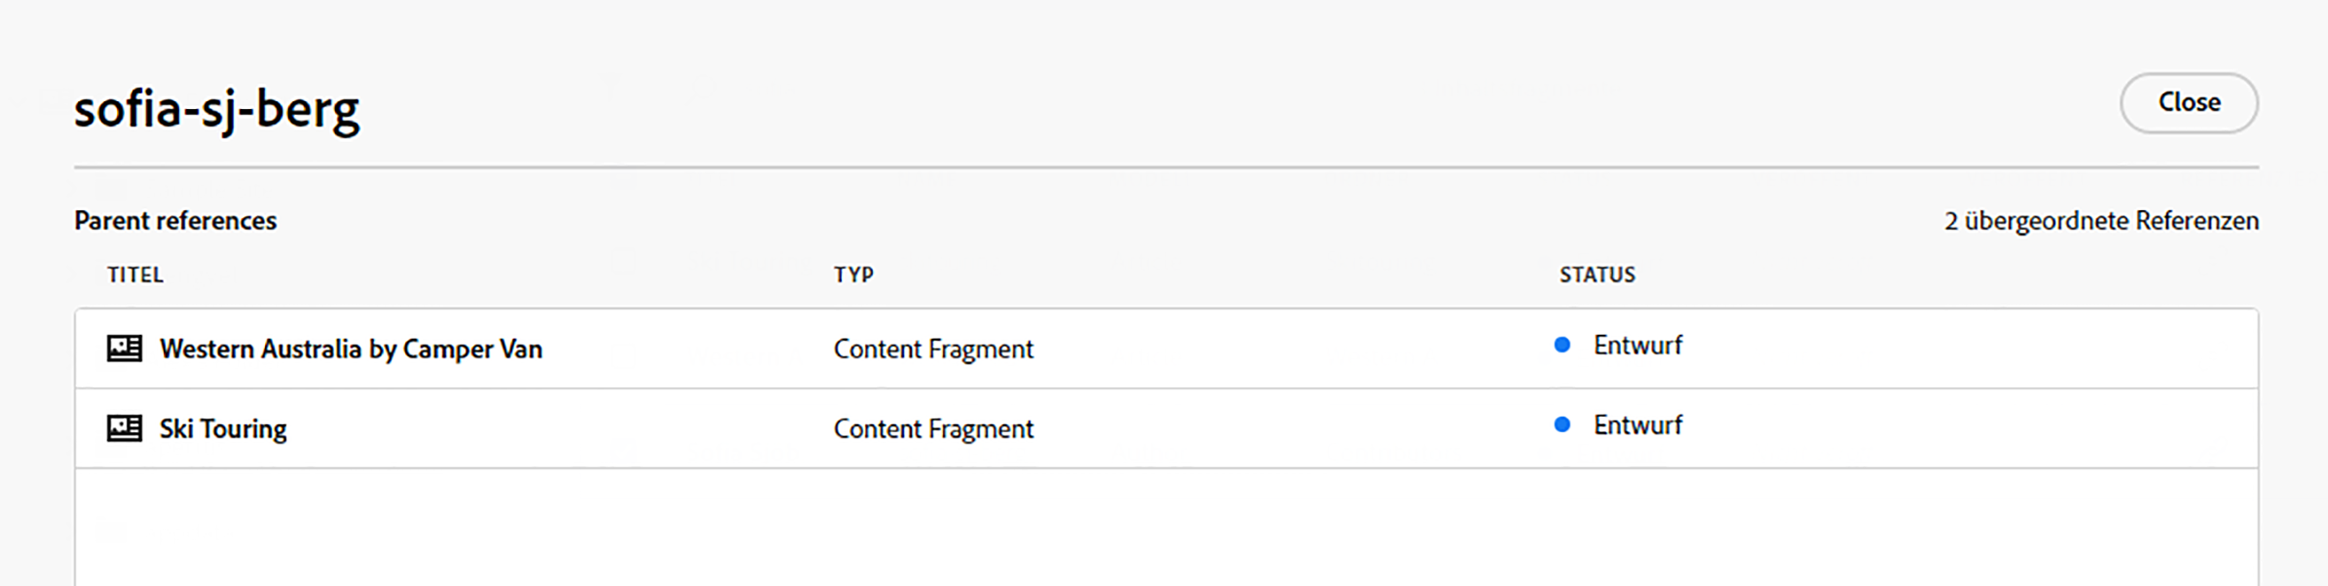 sofia-sj-berg
Close
Parent references
2 übergeordnete Referenzen
TITEL TYP STATUS
Western Australia by Camper Van Content Fragment Entwurf
Ski Touring Content Fragment Entwurf